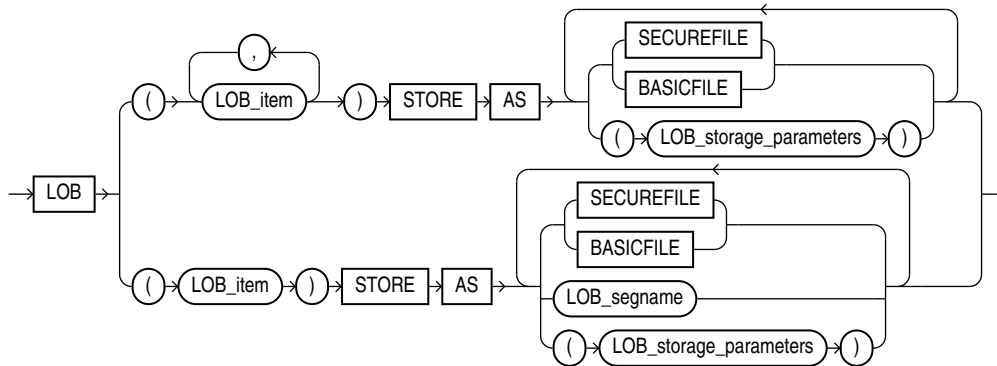 ,
SECUREFILE
BASICFILE
( LOB_item ) STORE AS
( LOB_storage_parameters )
LOB
SECUREFILE
BASICFILE
( LOB_item ) STORE AS
LOB_segname
( LOB_storage_parameters )